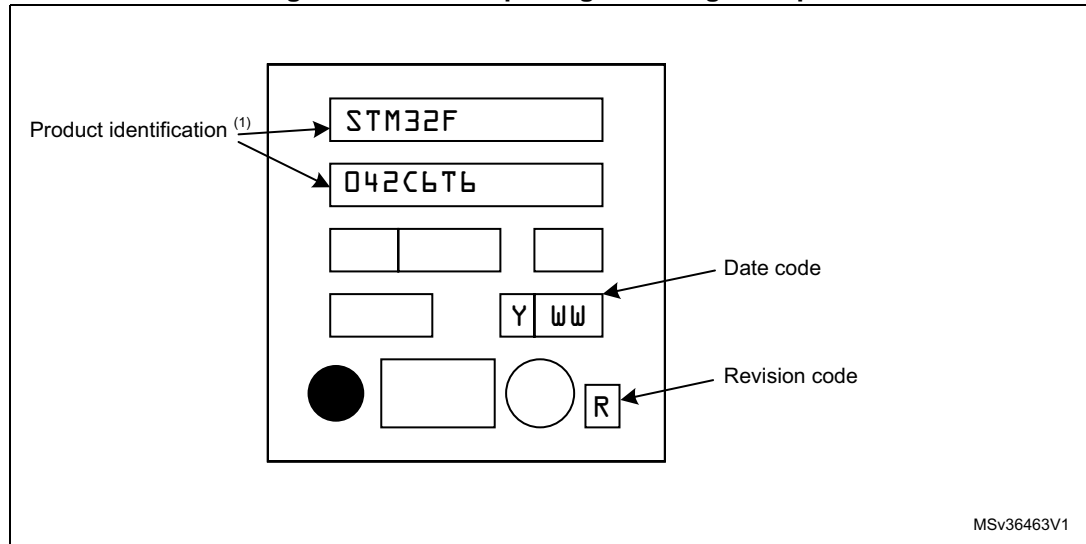 Product identification (1)
STM32F
042C6T6
Date code
Y WW
Revision code
R
MSv36463V1